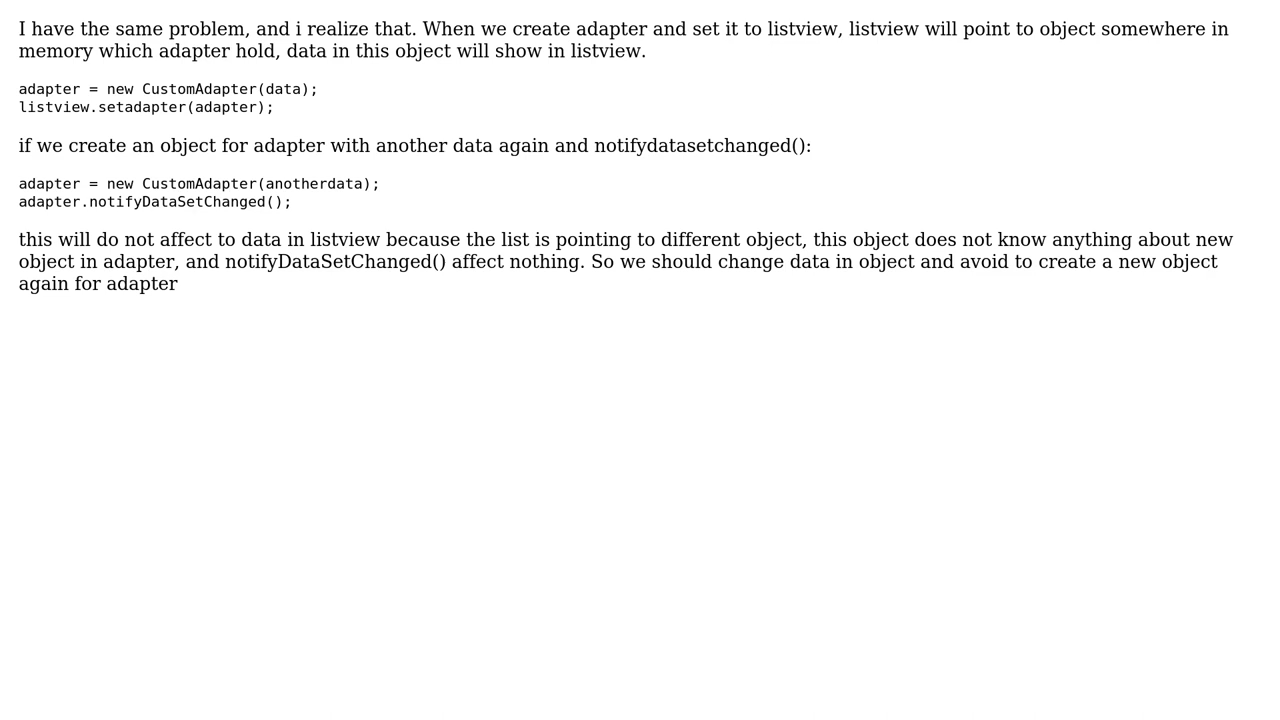 I have the same problem, and i realize that. When we create adapter and set it to listview, listview will point to object somewhere in
memory which adapter hold, data in this object will show in listview.
adapter = new CustomAdapter(data);
listview.setadapter(adapter);
if we create an object for adapter with another data again and notifydatasetchanged():
adapter = new CustomAdapter(anotherdata);
adapter.notifyDataSetChanged();
this will do not affect to data in listview because the list is pointing to different object, this object does not know anything about new
object in adapter, and notifyDataSetChanged() affect nothing. So we should change data in object and avoid to create a new object
again for adapter